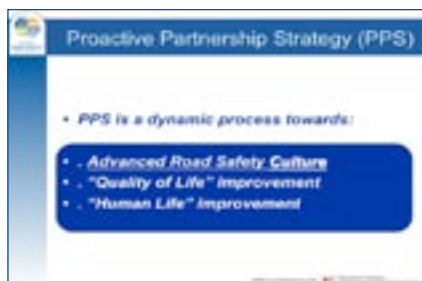 Proactive Partnership Strategy (PPS)
• PPS is a dynamic process towards:
• . Advanced Road Safety Culture
• . "Quality of Life" improvement
• . "Human Life" improvement